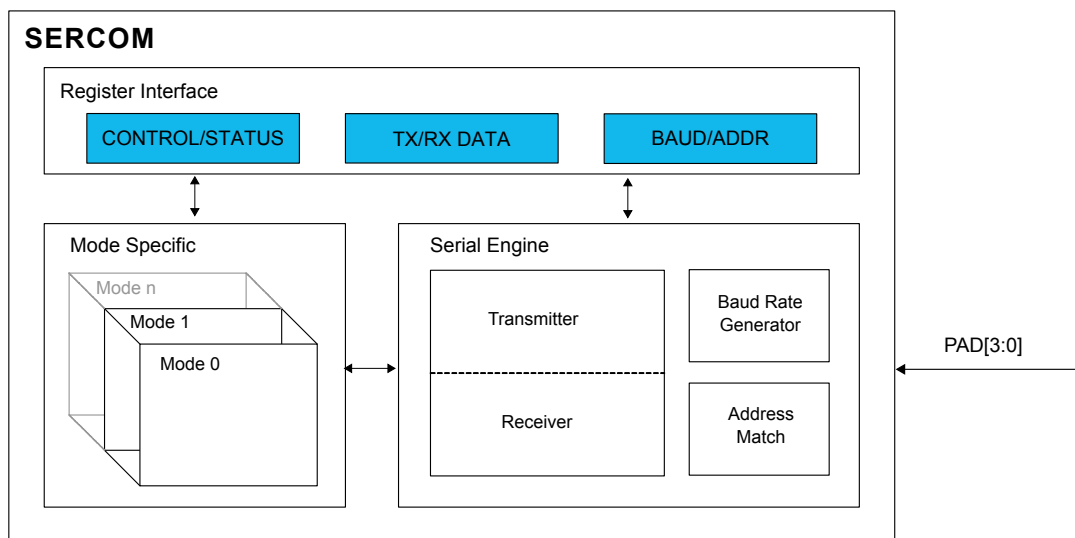 SERCOM
Register Interface
CONTROL/STATUS
TX/RX DATA
BAUD/ADDR
Mode Specific
Mode n
Mode 1
Mode 0
Serial Engine
Transmitter
Receiver
Baud Rate
Generator
Address
Match
PAD[3:0]